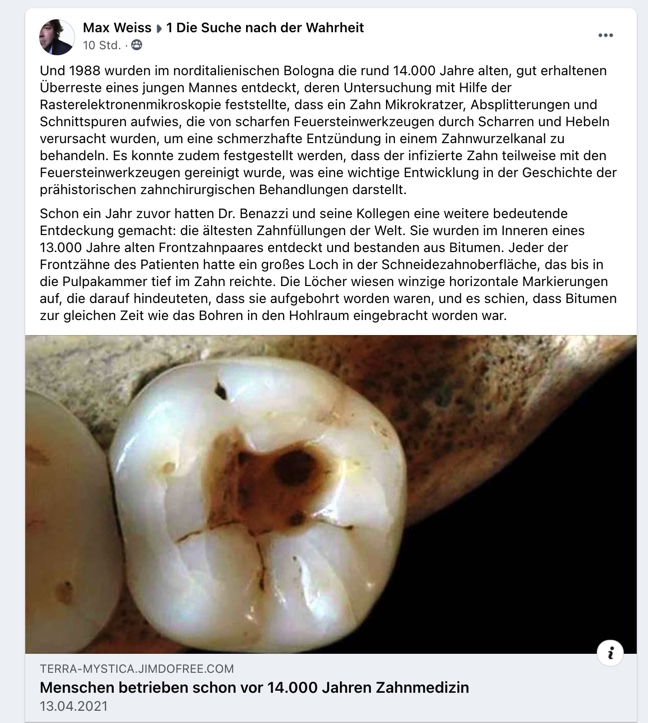 Max Weiss ▸ 1 Die Suche nach der Wahrheit
10 Std. ·
Und 1988 wurden im norditalienischen Bologna die rund 14.000 Jahre alten, gut erhaltenen
Überreste eines jungen Mannes entdeckt, deren Untersuchung mit Hilfe der
Rasterelektronenmikroskopie feststellte, dass ein Zahn Mikrokratzer, Absplitterungen und
Schnittspuren aufwies, die von scharfen Feuersteinwerkzeugen durch Scharren und Hebeln
verursacht wurden, um eine schmerzhafte Entzündung in einem Zahnwurzelkanal zu
behandeln. Es konnte zudem festgestellt werden, dass der infizierte Zahn teilweise mit den
Feuersteinwerkzeugen gereinigt wurde, was eine wichtige Entwicklung in der Geschichte der
prähistorischen zahnchirurgischen Behandlungen darstellt.
Schon ein Jahr zuvor hatten Dr. Benazzi und seine Kollegen eine weitere bedeutende
Entdeckung gemacht: die ältesten Zahnfüllungen der Welt. Sie wurden im Inneren eines
13.000 Jahre alten Frontzahnpaares entdeckt und bestanden aus Bitumen. Jeder der
Frontzähne des Patienten hatte ein großes Loch in der Schneidezahnoberfläche, das bis in
die Pulpakammer tief im Zahn reichte. Die Löcher wiesen winzige horizontale Markierungen
auf, die darauf hindeuteten, dass sie aufgebohrt worden waren, und es schien, dass Bitumen
zur gleichen Zeit wie das Bohren in den Hohlraum eingebracht worden war.
TERRA-MYSTICA.JIMDOFREE.COM
Menschen betrieben schon vor 14.000 Jahren Zahnmedizin
13.04.2021